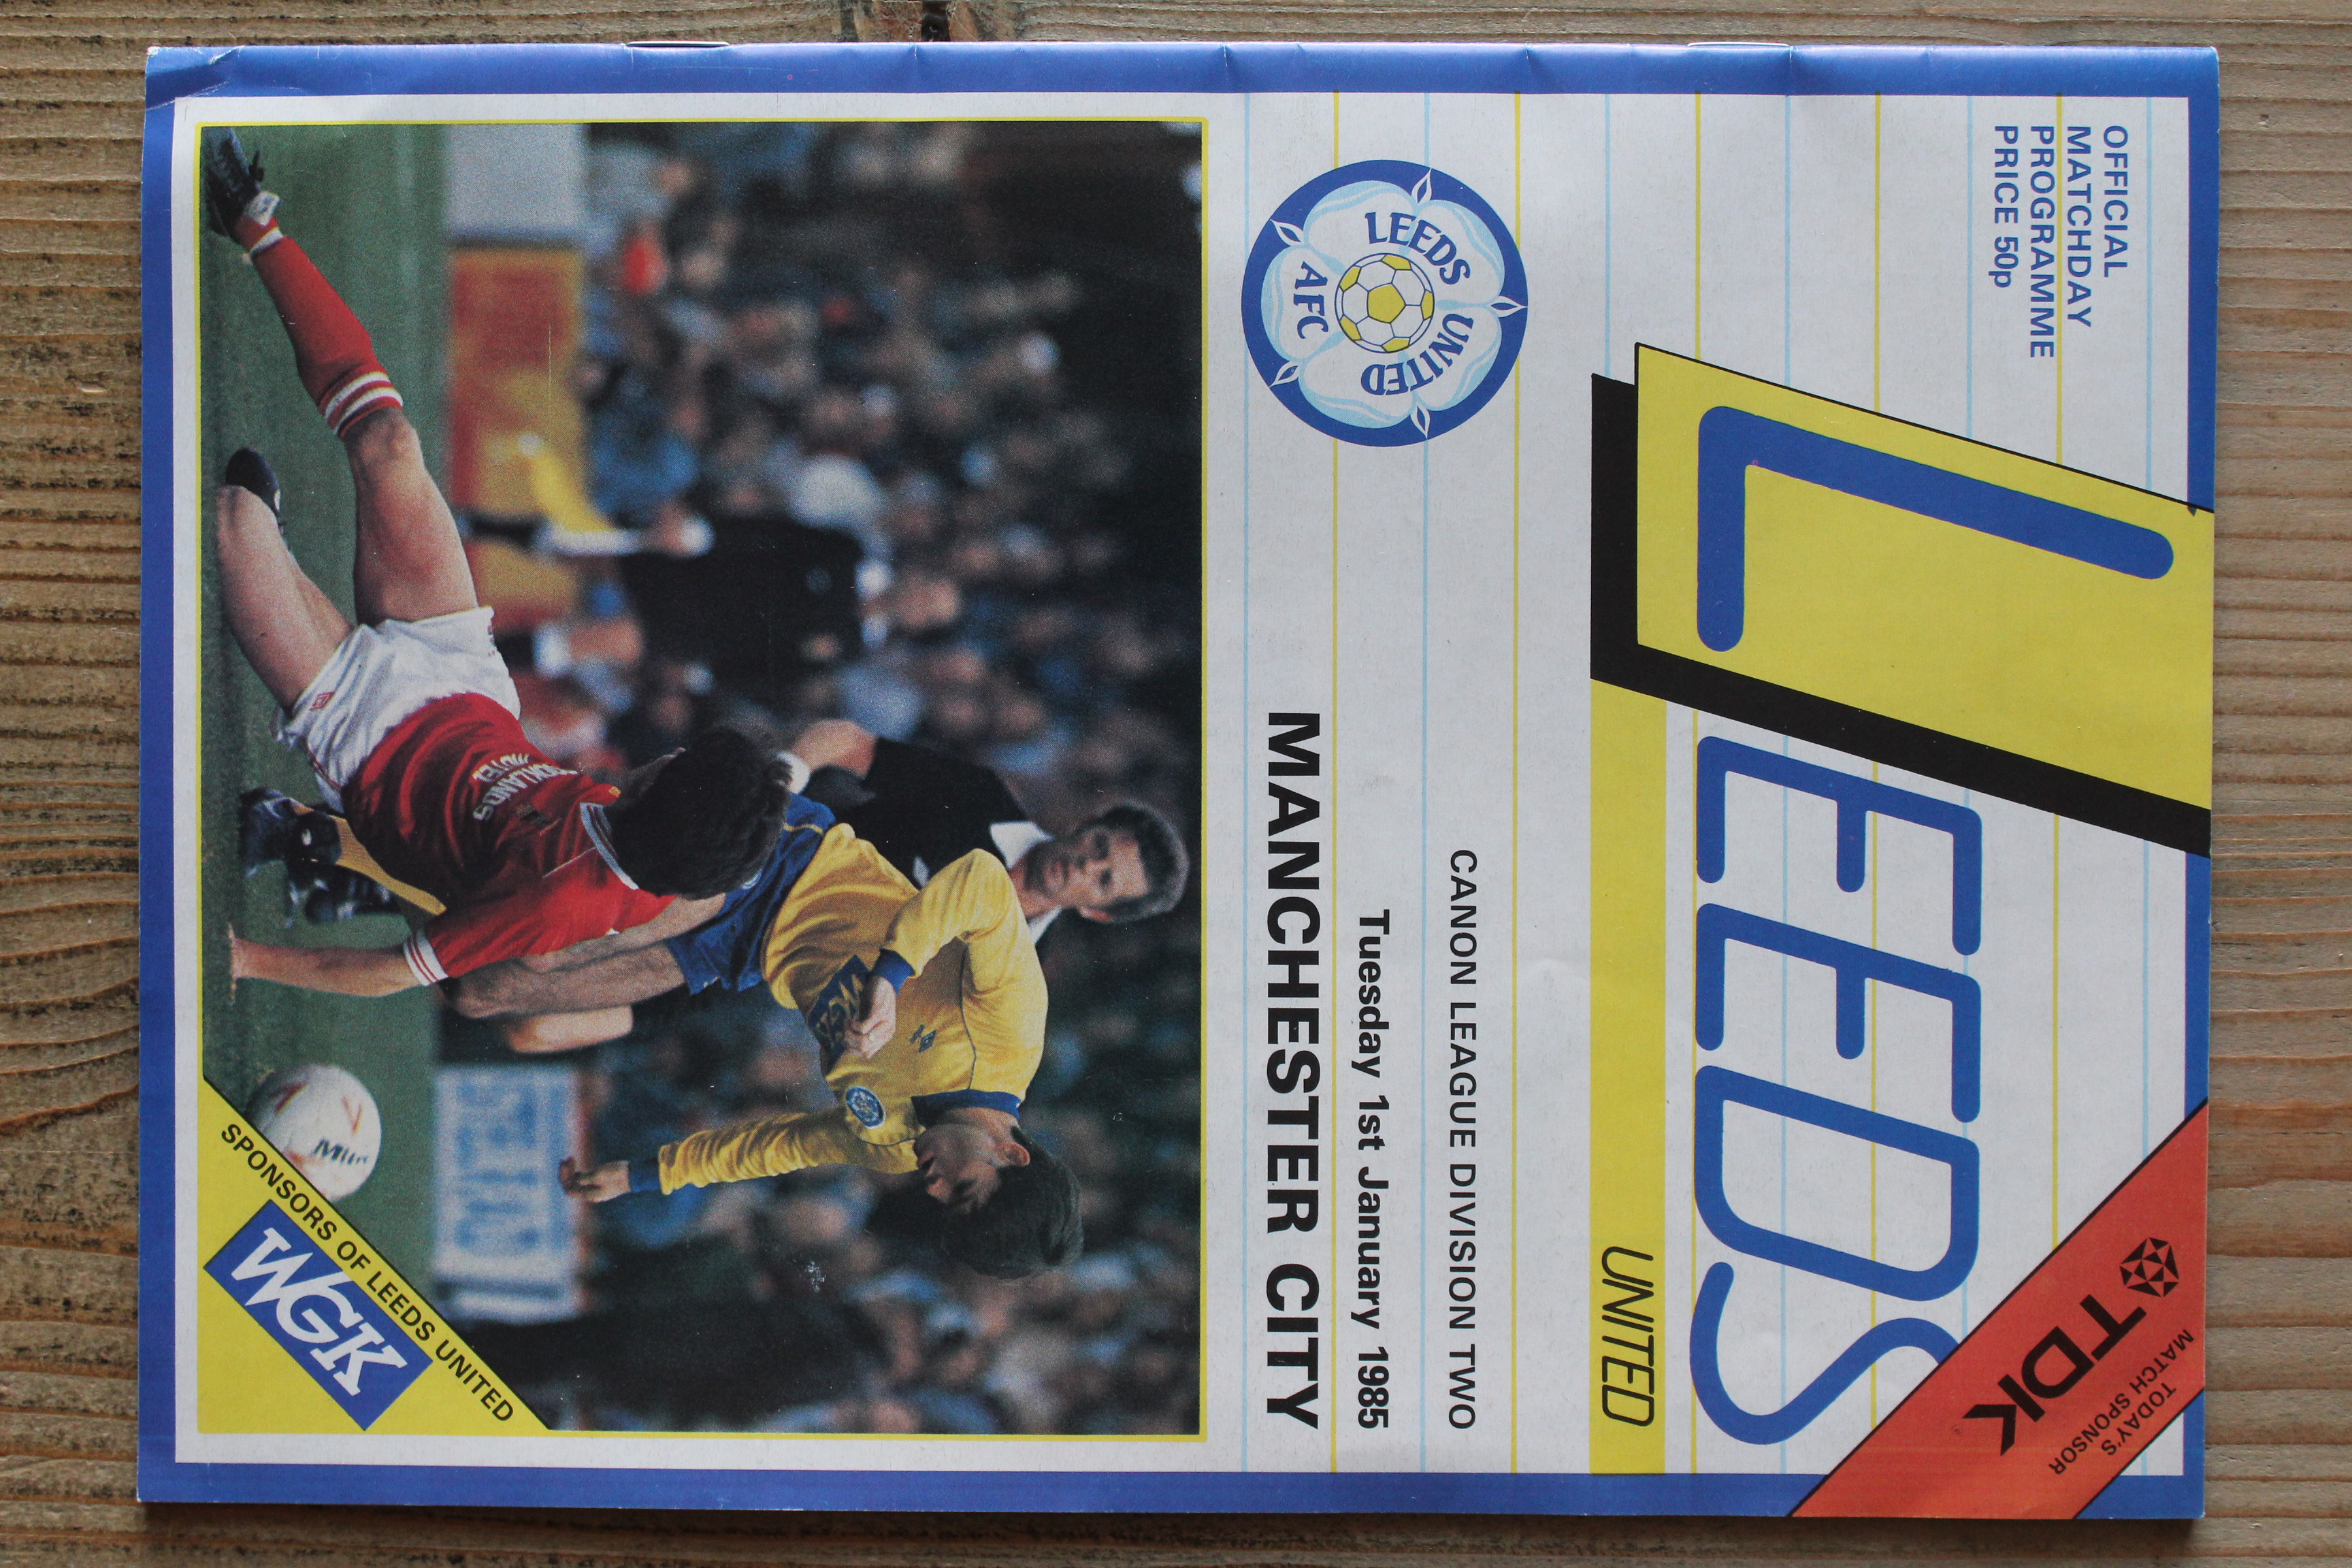 OFFICIAL
MATCHDAY
PROGRAMME
PRICE 50p
TODAY'S
MATCH SPONSOR
TDK
LEEDS
UNITED
LEEDS UNITED
AFC
CANON LEAGUE DIVISION TWO
Tuesday 1st January 1985
MANCHESTER CITY
WGK
SPONSORS OF LEEDS UNITED
WGK